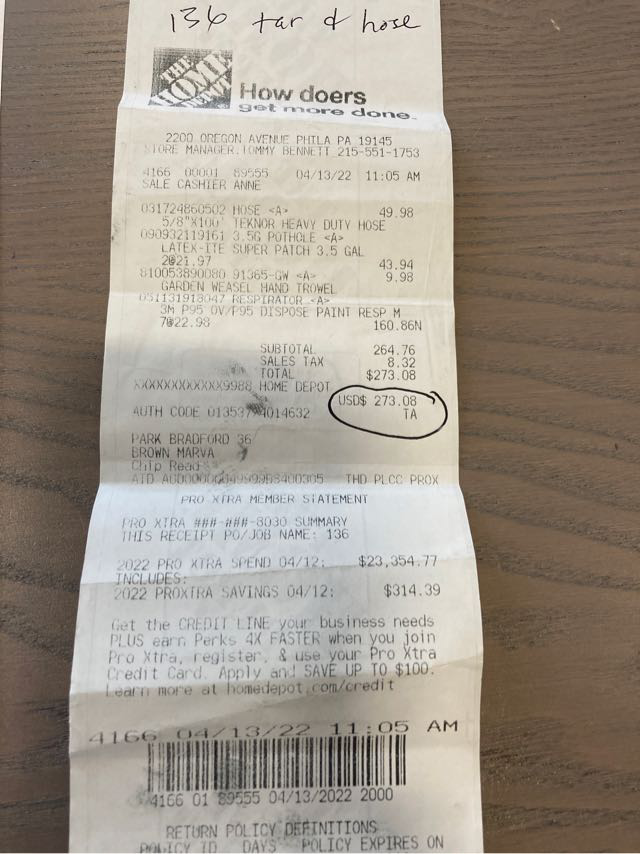 136 tar & hose
THE HOME DEPOT
How doers
get more done.
2200 OREGON AVENUE PHILA PA 19145
STORE MANAGER.TOMMY BENNETT 215-551-1753
4166 00001 89555 04/13/22 11:05 AM
SALE CASHIER ANNE
031724860502 HOSE <A> 49.98
5/8"X100' TEKNOR HEAVY DUTY HOSE
090932119161 3.5G POTHOLE <A>
LATEX-ITE SUPER PATCH 3.5 GAL
2@21.97 43.94
810053890080 91365-GW <A> 9.98
GARDEN WEASEL HAND TROWEL
051131918047 RESPIRATOR <A>
3M P95 OV/P95 DISPOSE PAINT RESP M
7@22.98 160.86N
SUBTOTAL 264.76
SALES TAX 8.32
TOTAL $273.08
XXXXXXXXXXXX9988 HOME DEPOT
USD$ 273.08
AUTH CODE 013537 4014632 TA
PARK BRADFORD 36
BROWN MARVA
Chip Read
THD PLCC PROX
PRO XTRA MEMBER STATEMENT
PRO XTRA ###-###-8030 SUMMARY
THIS RECEIPT PO/JOB NAME: 136
2022 PRO XTRA SPEND 04/12: $23,354.77
INCLUDES:
2022 PROXTRA SAVINGS 04/12: $314.39
Get the CREDIT LINE your business needs
PLUS earn Perks 4X FASTER when you join
Pro Xtra, register, & use your Pro Xtra
Credit Card. Apply and SAVE UP TO $100.
Learn more at homedepot.com/credit
4166 04/13/22 11:05 AM
4166 01 89555 04/13/2022 2000
RETURN POLICY DEFINITIONS
POLICY ID DAYS POLICY EXPIRES ON